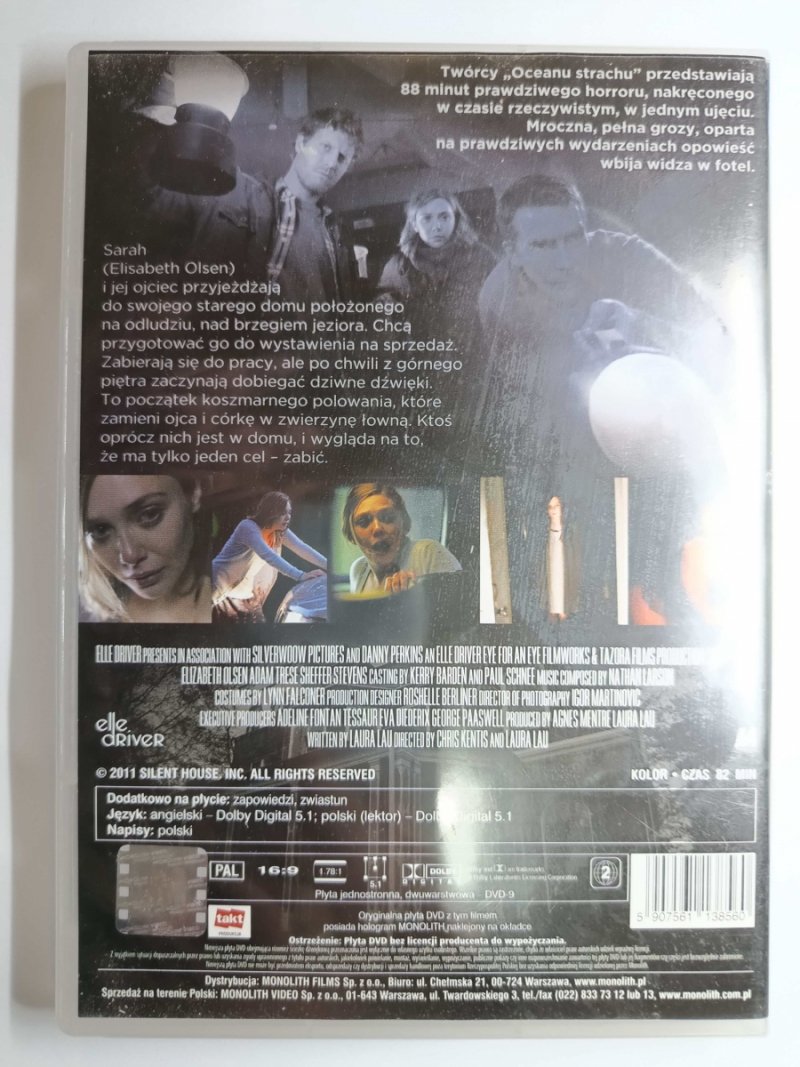 Twórcy „Oceanu strachu” przedstawiają
88 minut prawdziwego horroru, nakręconego
w czasie rzeczywistym, w jednym ujęciu.
Mroczna, pełna grozy, oparta
na prawdziwych wydarzeniach opowieść
wbija widza w fotel.
Sarah
(Elisabeth Olsen)
i jej ojciec przyjeżdżają
do swojego starego domu położonego
na odludziu, nad brzegiem jeziora. Chcą
przygotować go do wystawienia na sprzedaż.
Zabierają się do pracy, ale po chwili z górnego
piętra zaczynają dobiegać dziwne dźwięki.
To początek koszmarnego polowania, które
zamieni ojca i córkę w zwierzynę łowną. Ktoś
oprócz nich jest w domu, i wygląda na to,
że ma tylko jeden cel – zabić.
ELLE DRIVER PRESENTS IN ASSOCIATION WITH SILVERWOOW PICTURES AND DANNY PERKINS AN ELLE DRIVER EYE FOR AN EYE FILMWORKS & TAZORA FILMS
ELIZABETH OLSEN ADAM TRESE SHEFFER STEVENS CASTING BY KERRY BARDEN AND PAUL SCHNEE MUSIC COMPOSED BY NATHAN LARSON
COSTUMES BY LYNN FALCONER PRODUCTION DESIGNER ROSHELLE BERLINER DIRECTOR OF PHOTOGRAPHY IGOR MARTINOVIC
EXECUTIVE PRODUCERS ADELINE FONTAN TESSAUR EVA DIEDERIX GEORGE PAASWELL PRODUCED BY AGNES MENTRE LAURA LAU
WRITTEN BY LAURA LAU DIRECTED BY CHRIS KENTIS AND LAURA LAU
elle
driver
© 2011 SILENT HOUSE, INC. ALL RIGHTS RESERVED
KOLOR • CZAS 82 MIN
Dodatkowo na płycie: zapowiedzi, zwiastun
Język: angielski – Dolby Digital 5.1; polski (lektor) – Dolby Digital 5.1
Napisy: polski
PAL 16:9 1.78:1 5.1 DOLBY DIGITAL 2
Płyta jednostronna, dwuwarstwowa – DVD-9
takt
PRODUKCJA
Oryginalna płyta DVD z tym filmem
posiada hologram MONOLITH naklejony na okładce
5 907561 138560
Ostrzeżenie: Płyta DVD bez licencji producenta do wypożyczania.
Dystrybucja: MONOLITH FILMS Sp. z o.o., Biuro: ul. Chełmska 21, 00-724 Warszawa, www.monolith.pl
Sprzedaż na terenie Polski: MONOLITH VIDEO Sp. z o.o., 01-643 Warszawa, ul. Twardowskiego 3, tel./fax (022) 833 73 12 lub 13, www.monolith.com.pl